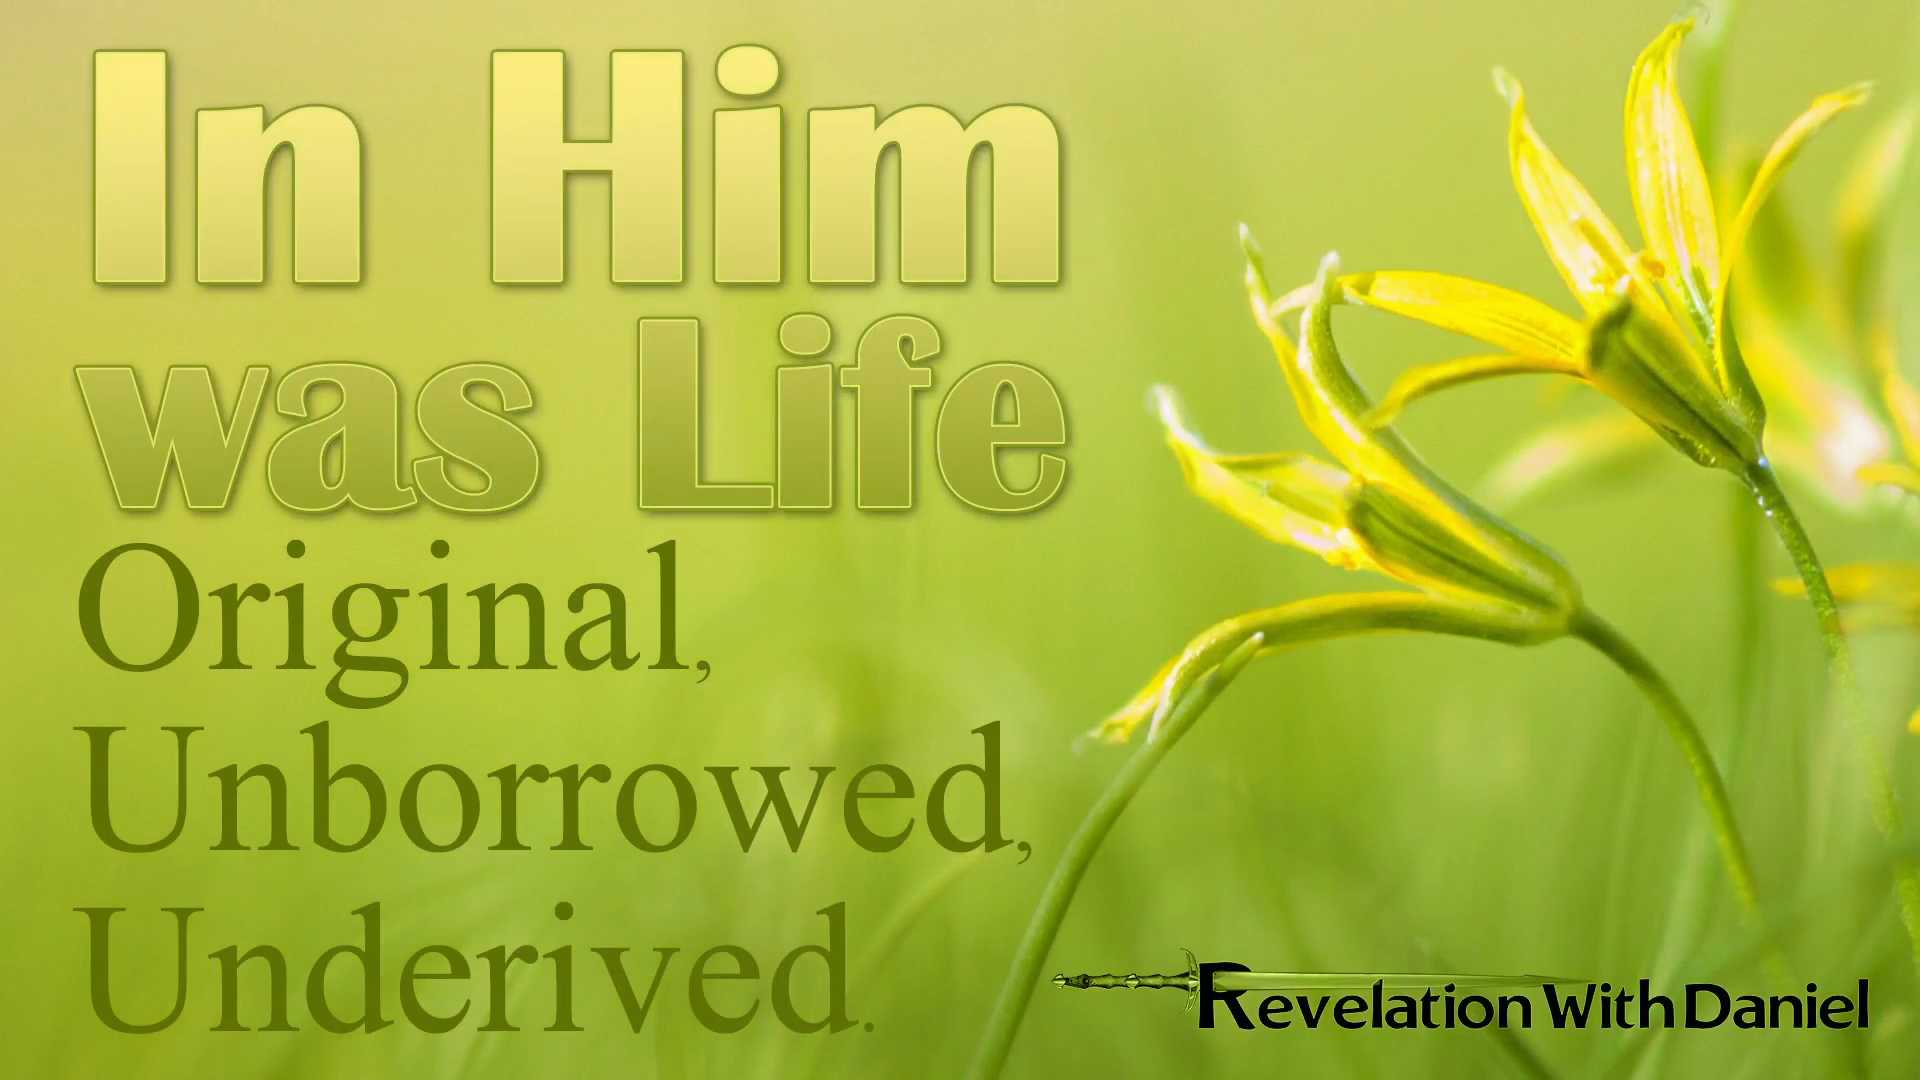 In Him
was Life
Original,
Unborrowed,
Underived.
Revelation With Daniel